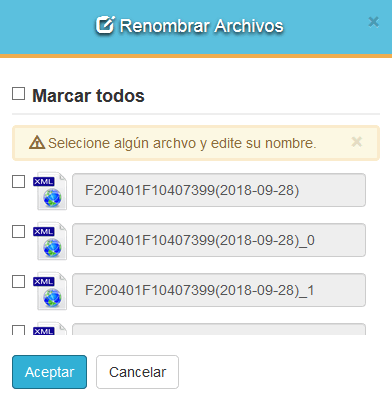 Renombrar Archivos
×
Marcar todos
Selecione algún archvo y edite su nombre.
×
XML
F200401F10407399(2018-09-28)
XML
F200401F10407399(2018-09-28)_0
XML
F200401F10407399(2018-09-28)_1
XML
Aceptar
Cancelar